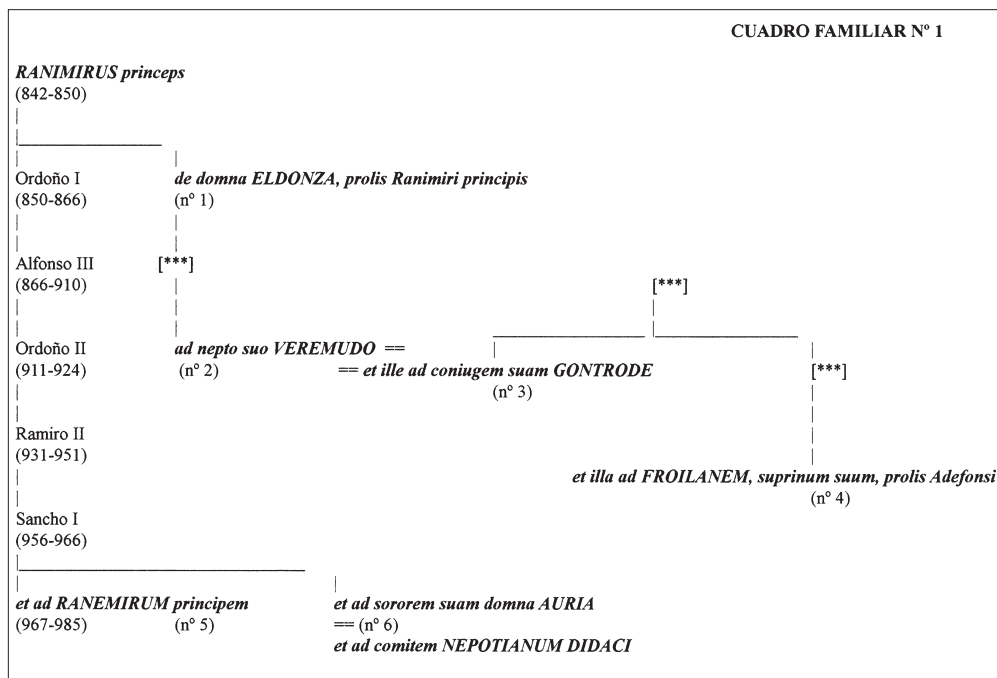 CUADRO FAMILIAR Nº 1
RANIMIRUS princeps
(842-850)
Ordoño I de domna ELDONZA, prolis Ranimiri principis
(850-866) (nº 1)
Alfonso III [***]
(866-910) [***]
Ordoño II ad nepto suo VEREMUDO ==
(911-924) (nº 2) == et ille ad coniugem suam GONTRODE [***]
(nº 3)
Ramiro II
(931-951)
et illa ad FROILANEM, suprinum suum, prolis Adefonsi
(nº 4)
Sancho I
(956-966)
et ad RANEMIRUM principem et ad sororem suam domna AURIA
(967-985) (nº 5) == (nº 6)
et ad comitem NEPOTIANUM DIDACI